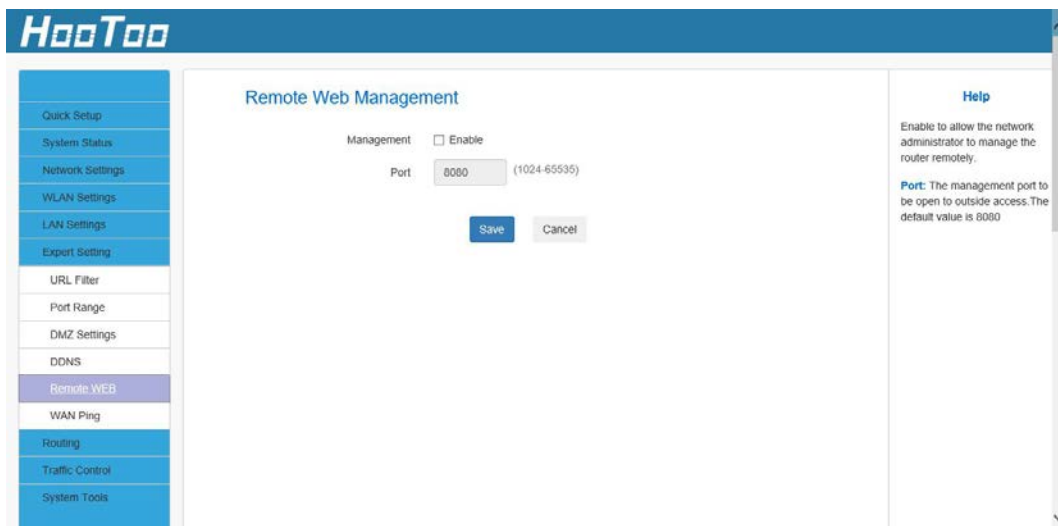 HooToo
Quick Setup
System Status
Network Settings
WLAN Settings
LAN Settings
Expert Setting
URL Filter
Port Range
DMZ Settings
DDNS
Remote WEB
WAN Ping
Routing
Traffic Control
System Tools
Remote Web Management
Management Enable
Port 8080 (1024-65535)
Save Cancel
Help
Enable to allow the network
administrator to manage the
router remotely.
Port: The management port to
be open to outside access.The
default value is 8080